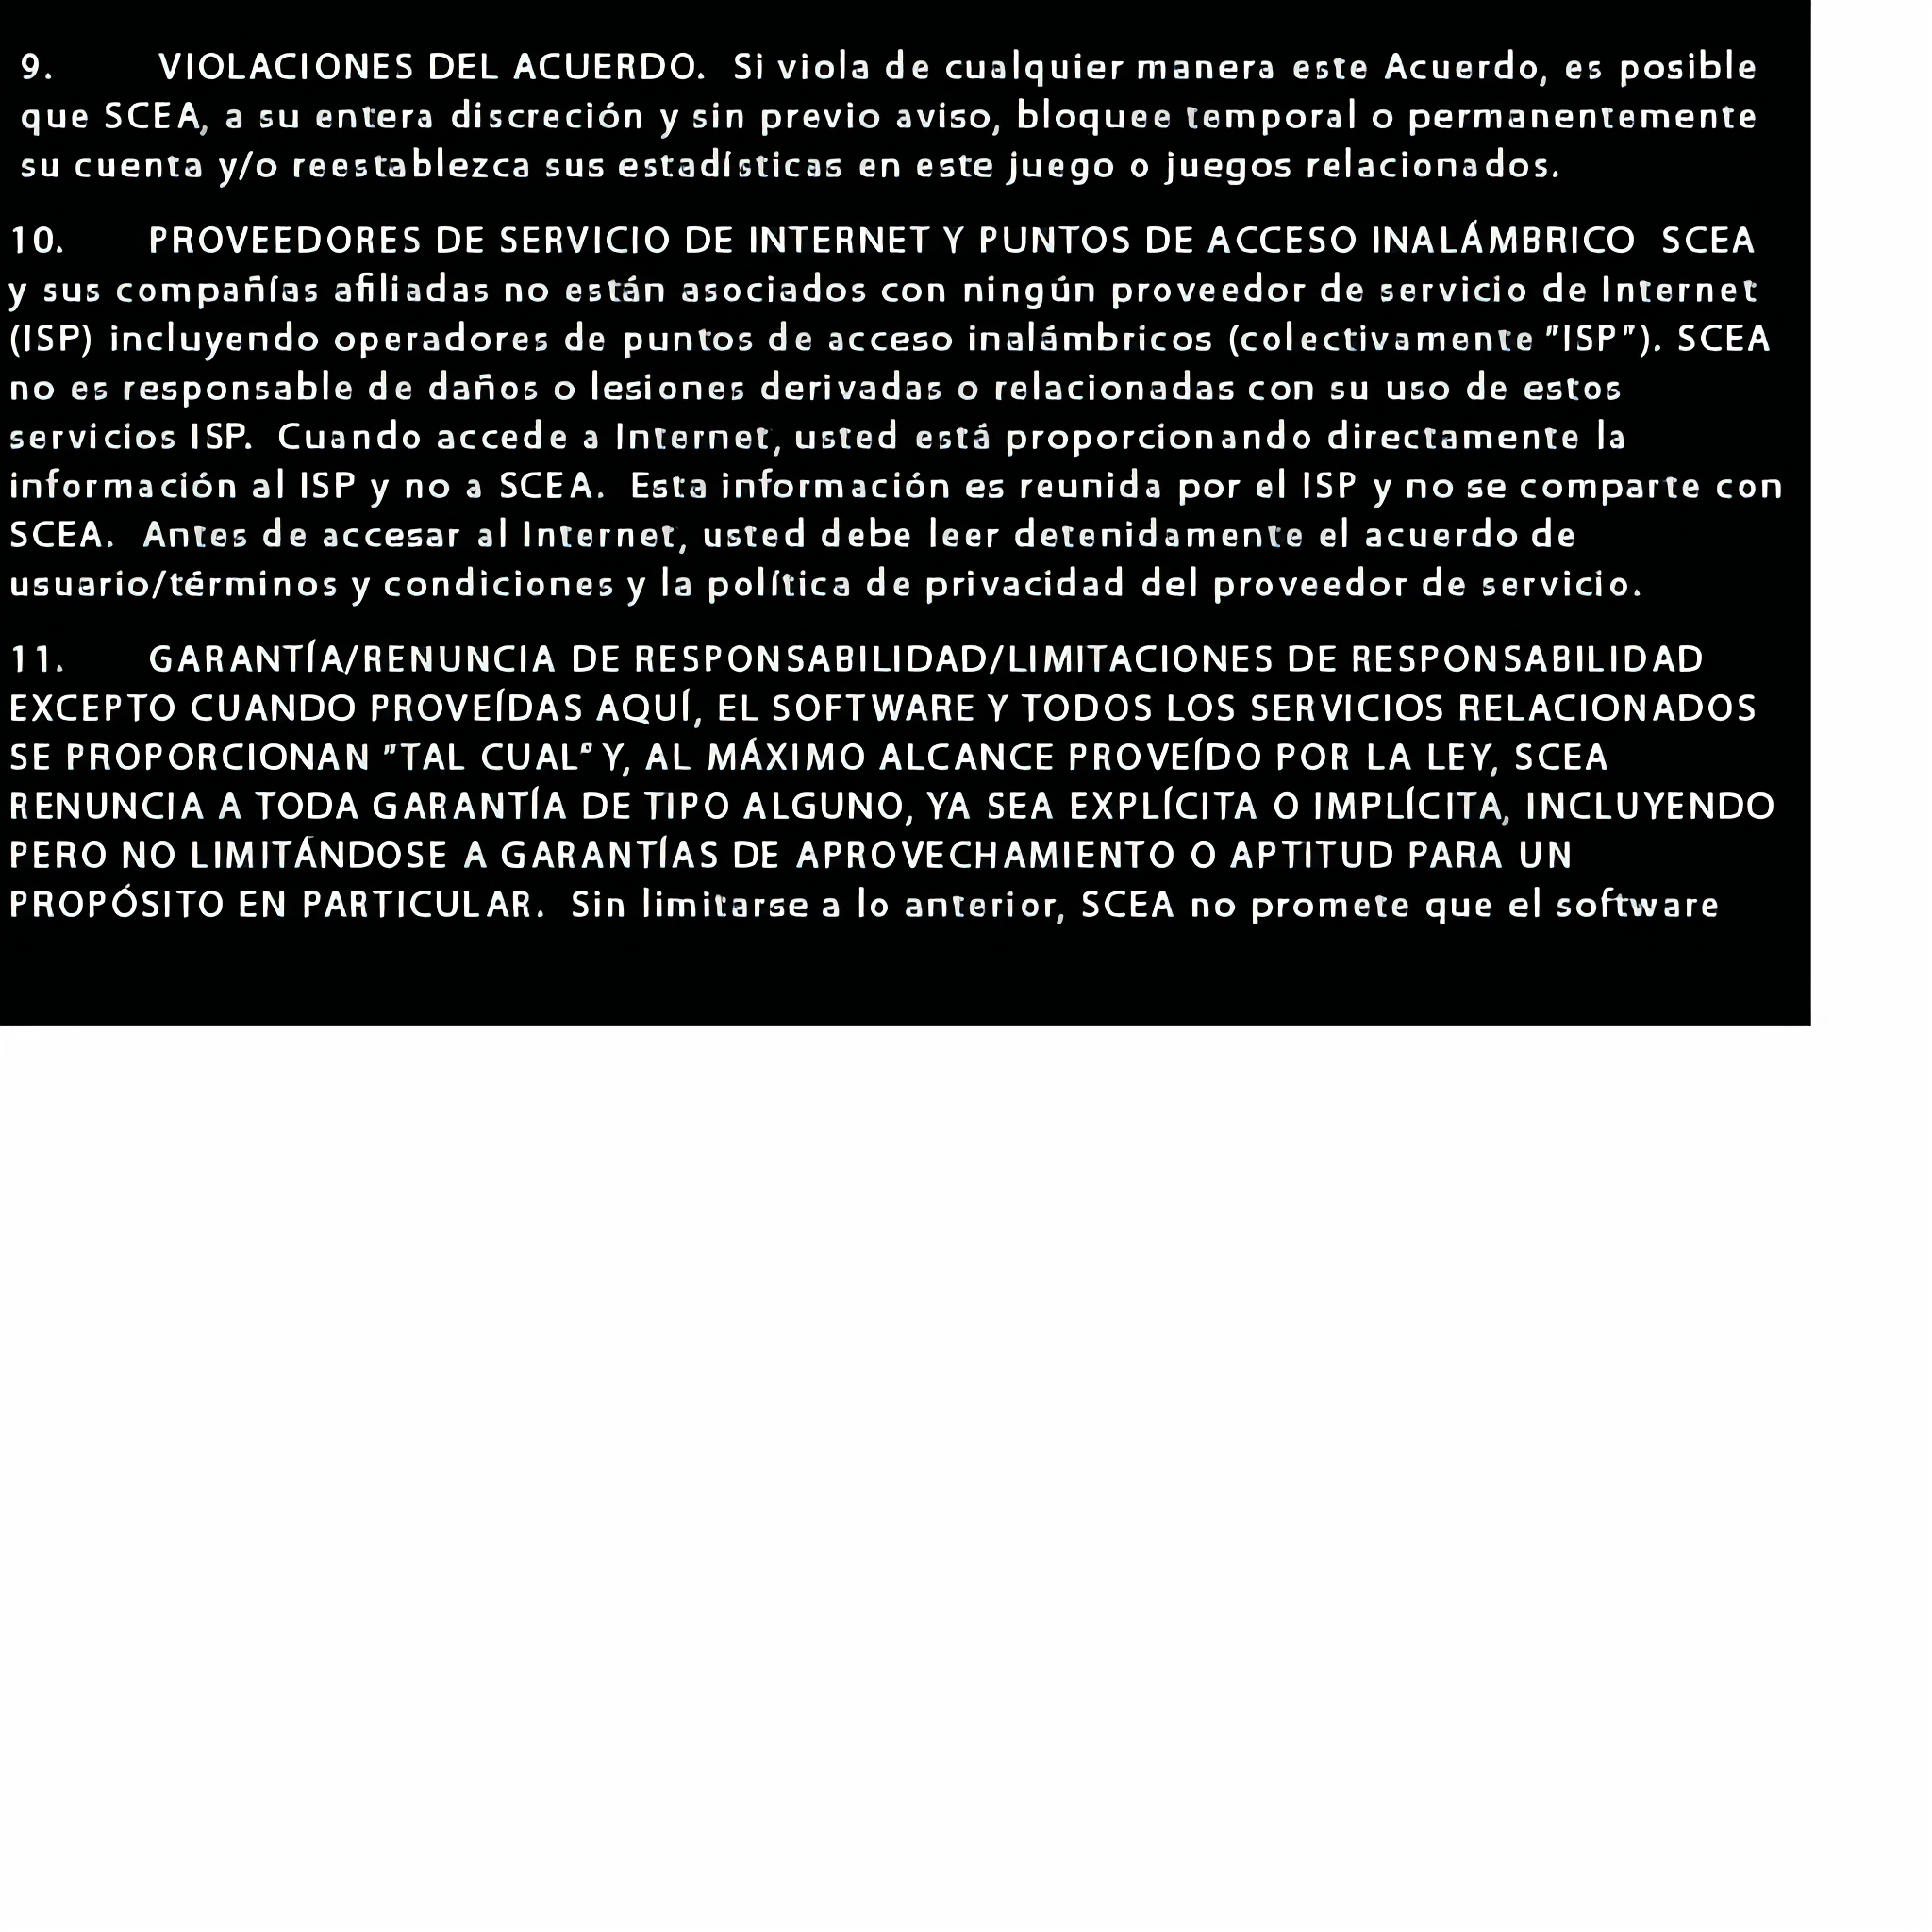 9. VIOLACIONES DEL ACUERDO. Si viola de cualquier manera este Acuerdo, es posible
que SCEA, a su entera discreción y sin previo aviso, bloquee temporal o permanentemente
su cuenta y/o reestablezca sus estadísticas en este juego o juegos relacionados.
10. PROVEEDORES DE SERVICIO DE INTERNET Y PUNTOS DE ACCESO INALÁMBRICO SCEA
y sus compañías afiliadas no están asociados con ningún proveedor de servicio de Internet
(ISP) incluyendo operadores de puntos de acceso inalámbricos (colectivamente "ISP"). SCEA
no es responsable de daños o lesiones derivadas o relacionadas con su uso de estos
servicios ISP. Cuando accede a Internet, usted está proporcionando directamente la
información al ISP y no a SCEA. Esta información es reunida por el ISP y no se comparte con
SCEA. Antes de accesar al Internet, usted debe leer detenidamente el acuerdo de
usuario/términos y condiciones y la política de privacidad del proveedor de servicio.
11. GARANTÍA/RENUNCIA DE RESPONSABILIDAD/LIMITACIONES DE RESPONSABILIDAD
EXCEPTO CUANDO PROVEÍDAS AQUÍ, EL SOFTWARE Y TODOS LOS SERVICIOS RELACIONADOS
SE PROPORCIONAN "TAL CUAL" Y, AL MÁXIMO ALCANCE PROVEÍDO POR LA LEY, SCEA
RENUNCIA A TODA GARANTÍA DE TIPO ALGUNO, YA SEA EXPLÍCITA O IMPLÍCITA, INCLUYENDO
PERO NO LIMITÁNDOSE A GARANTÍAS DE APROVECHAMIENTO O APTITUD PARA UN
PROPÓSITO EN PARTICULAR. Sin limitarse a lo anterior, SCEA no promete que el software